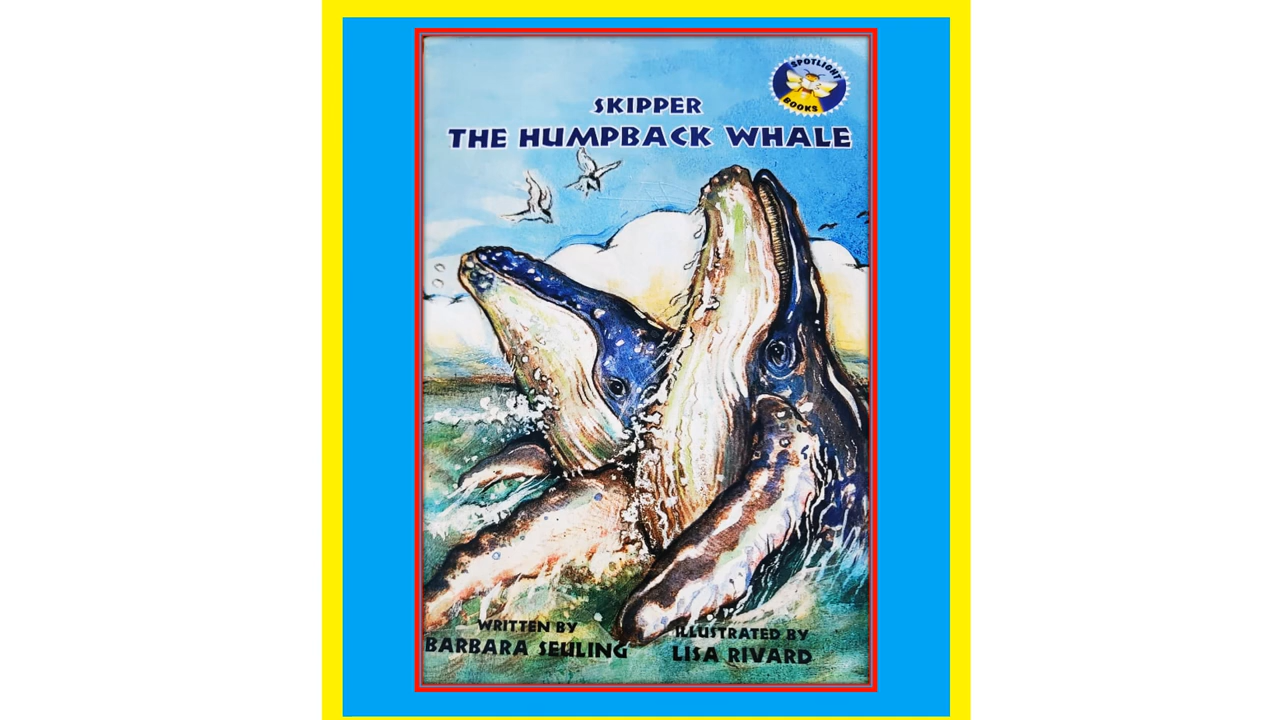 SPOTLIGHT
BOOKS
SKIPPER
THE HUMPBACK WHALE
WRITTEN BY
BARBARA SEULING
ILLUSTRATED BY
LISA RIVARD